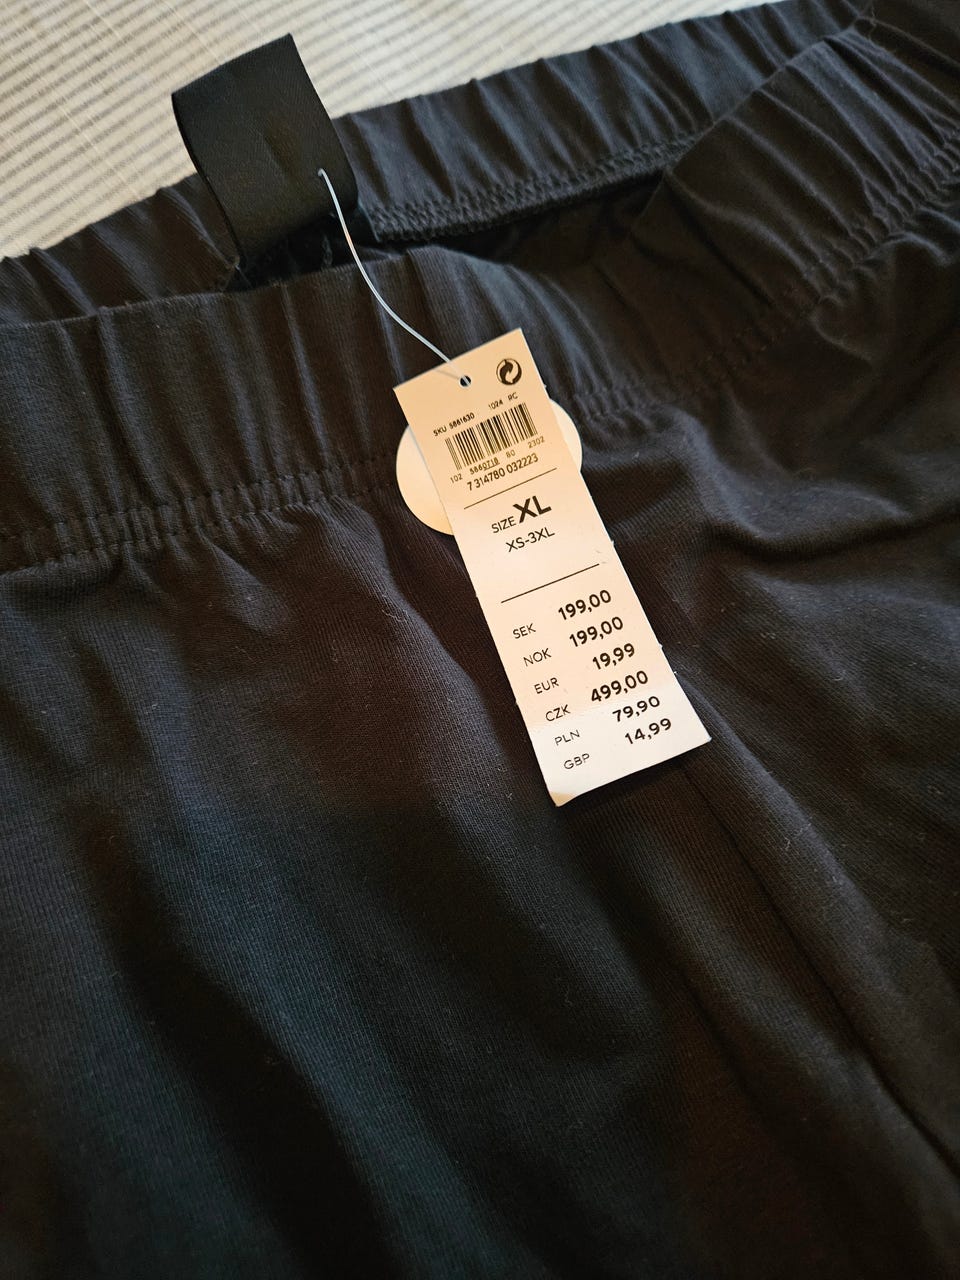 SKU 5861630 1024 RC
102 5860718 80 2302
7 314780 032223
SIZE XL
XS-3XL
SEK 199,00
NOK 199,00
EUR 19,99
CZK 499,00
PLN 79,90
GBP 14,99